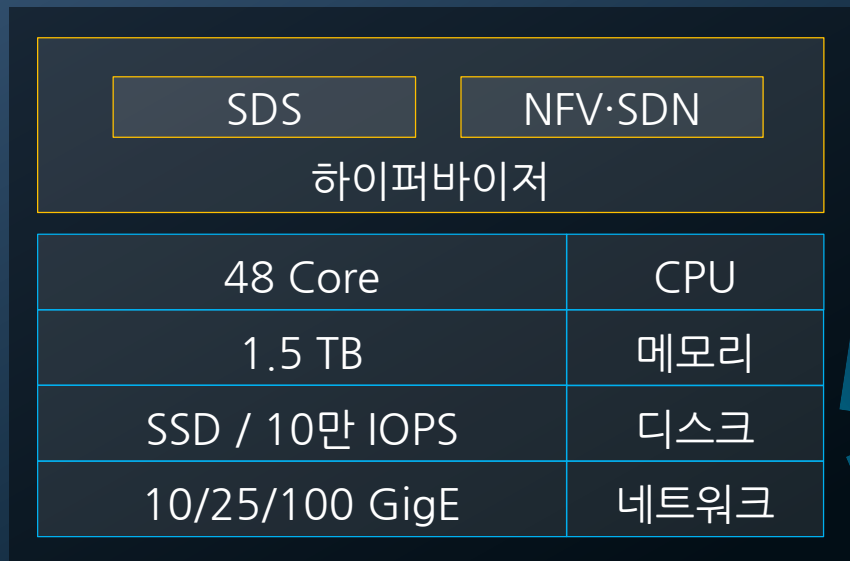 SDS NFV·SDN
하이퍼바이저
48 Core CPU
1.5 TB 메모리
SSD / 10만 IOPS 디스크
10/25/100 GigE 네트워크